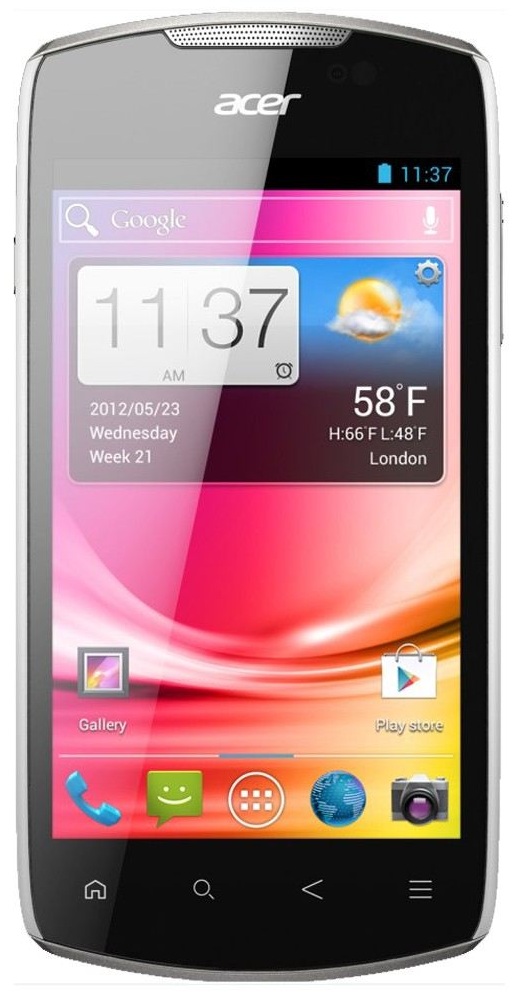 acer
11:37
Google
11 37
AM
2012/05/23
Wednesday
Week 21
58°F
H:66°F L:48°F
London
Gallery
Play store